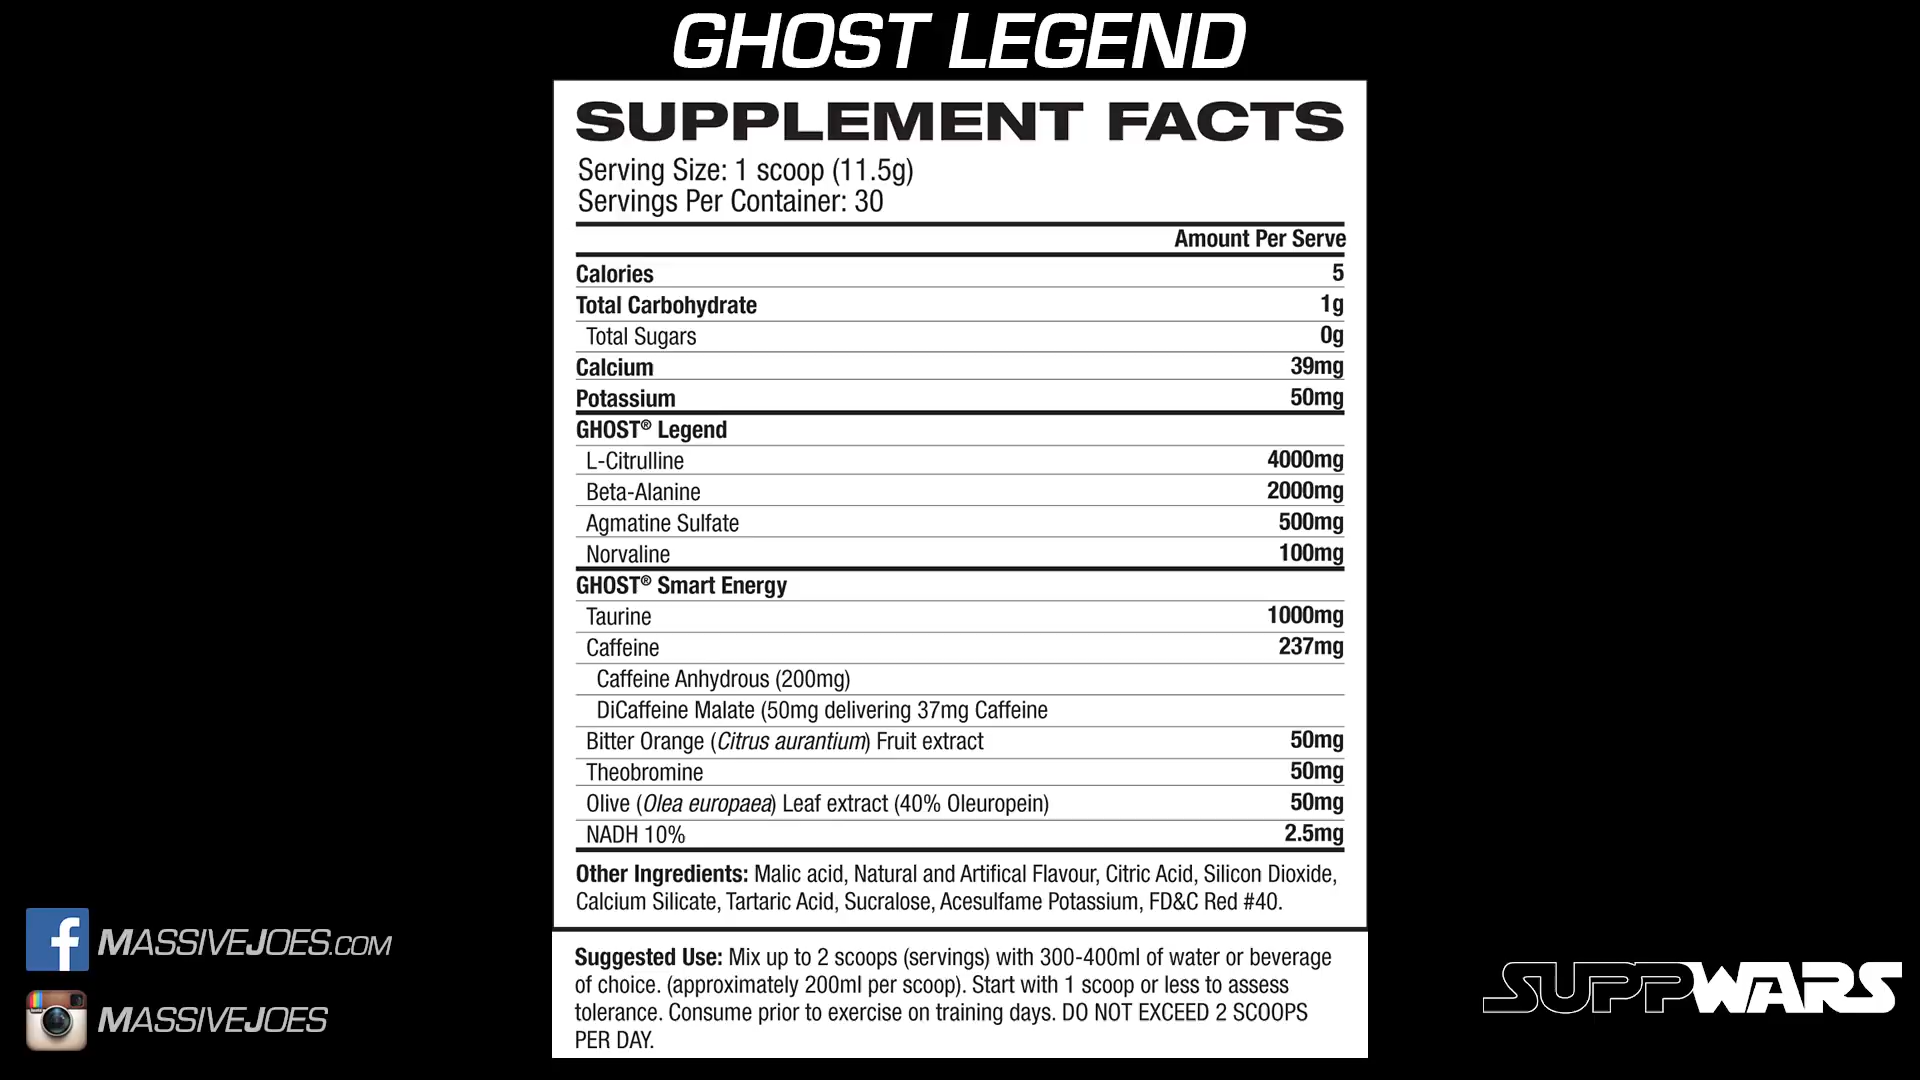 GHOST LEGEND
SUPPLEMENT FACTS
Serving Size: 1 scoop (11.5g)
Servings Per Container: 30
Amount Per Serve
Calories 5
Total Carbohydrate 1g
Total Sugars 0g
Calcium 39mg
Potassium 50mg
GHOST® Legend
L-Citrulline 4000mg
Beta-Alanine 2000mg
Agmatine Sulfate 500mg
Norvaline 100mg
GHOST® Smart Energy
Taurine 1000mg
Caffeine 237mg
Caffeine Anhydrous (200mg)
DiCaffeine Malate (50mg delivering 37mg Caffeine
Bitter Orange (Citrus aurantium) Fruit extract 50mg
Theobromine 50mg
Olive (Olea europaea) Leaf extract (40% Oleuropein) 50mg
NADH 10% 2.5mg
Other Ingredients: Malic acid, Natural and Artifical Flavour, Citric Acid, Silicon Dioxide,
Calcium Silicate, Tartaric Acid, Sucralose, Acesulfame Potassium, FD&C Red #40.
Suggested Use: Mix up to 2 scoops (servings) with 300-400ml of water or beverage
of choice. (approximately 200ml per scoop). Start with 1 scoop or less to assess
tolerance. Consume prior to exercise on training days. DO NOT EXCEED 2 SCOOPS
PER DAY.
f MASSIVEJOES.COM
MASSIVEJOES
SUPPWARS